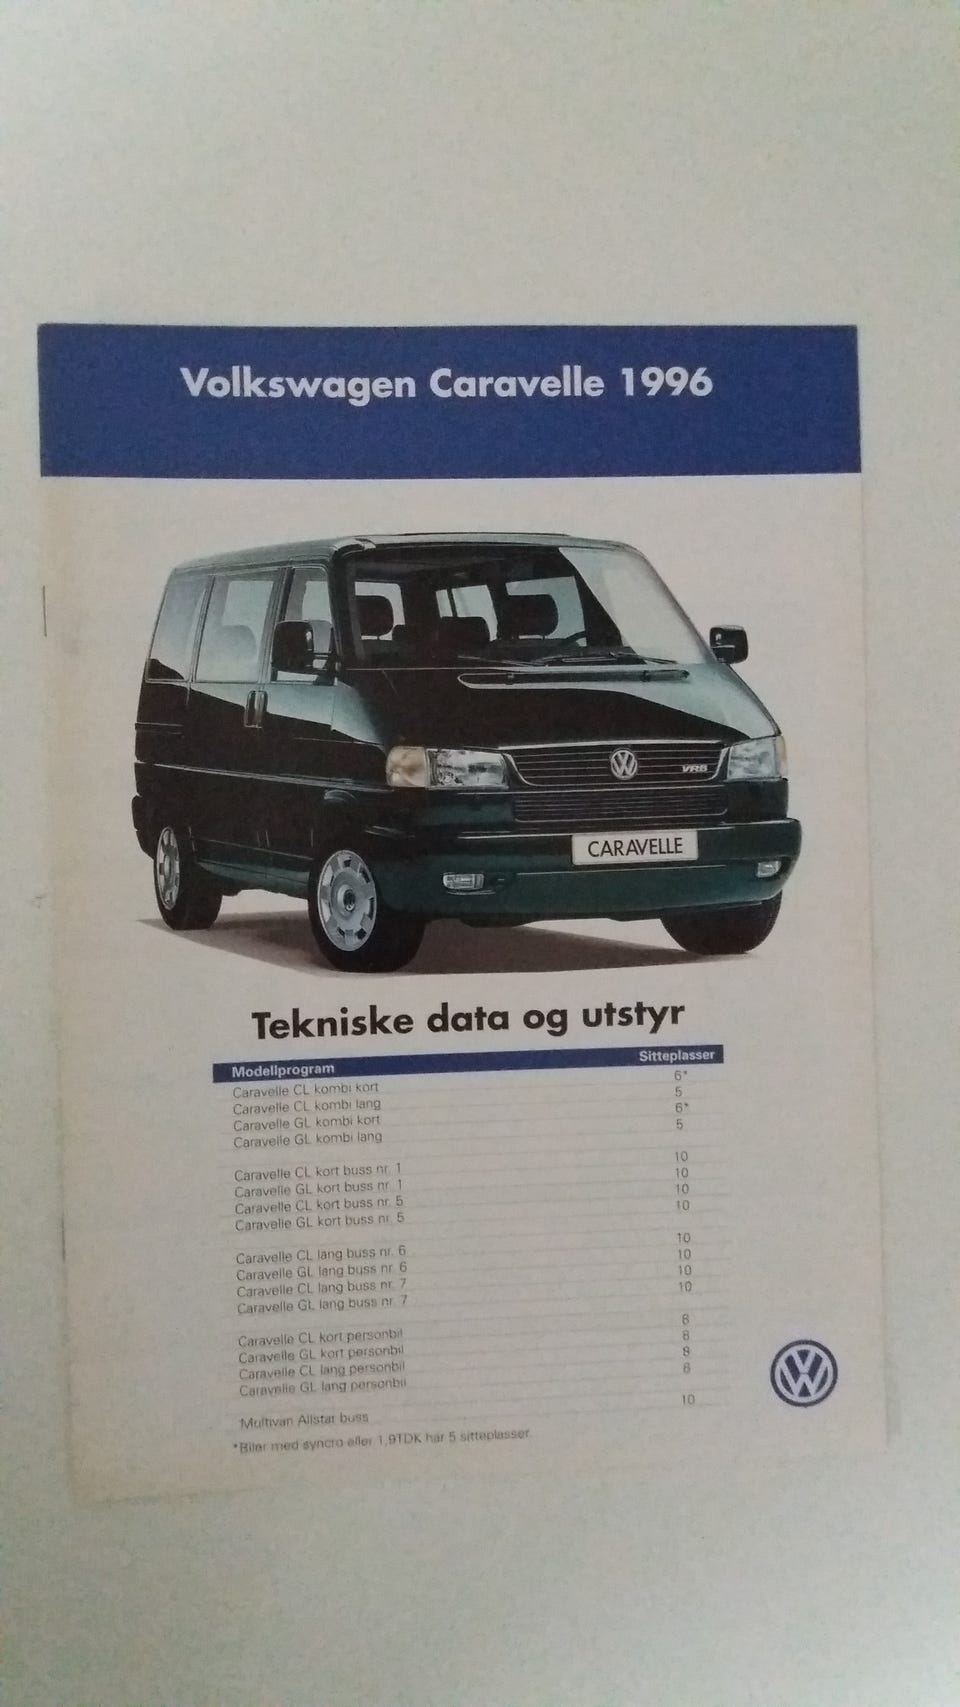 Volkswagen Caravelle 1996
VR6
CARAVELLE
Tekniske data og utstyr
Modellprogram Sitteplasser
Caravelle CL kombi kort 6*
Caravelle CL kombi lang 5
Caravelle GL kombi kort 6*
Caravelle GL kombi lang 5
Caravelle CL kort buss nr. 1 10
Caravelle GL kort buss nr. 1 10
Caravelle CL kort buss nr. 5 10
Caravelle GL kort buss nr. 5 10
Caravelle CL lang buss nr. 6 10
Caravelle GL lang buss nr. 6 10
Caravelle CL lang buss nr. 7 10
Caravelle GL lang buss nr. 7 10
Caravelle CL kort personbil 8
Caravelle GL kort personbil 8
Caravelle CL lang personbil 8
Caravelle GL lang personbil 8
Multivan Allstar buss 10
*Biler med syncro eller 1,9TDK har 5 sitteplasser.